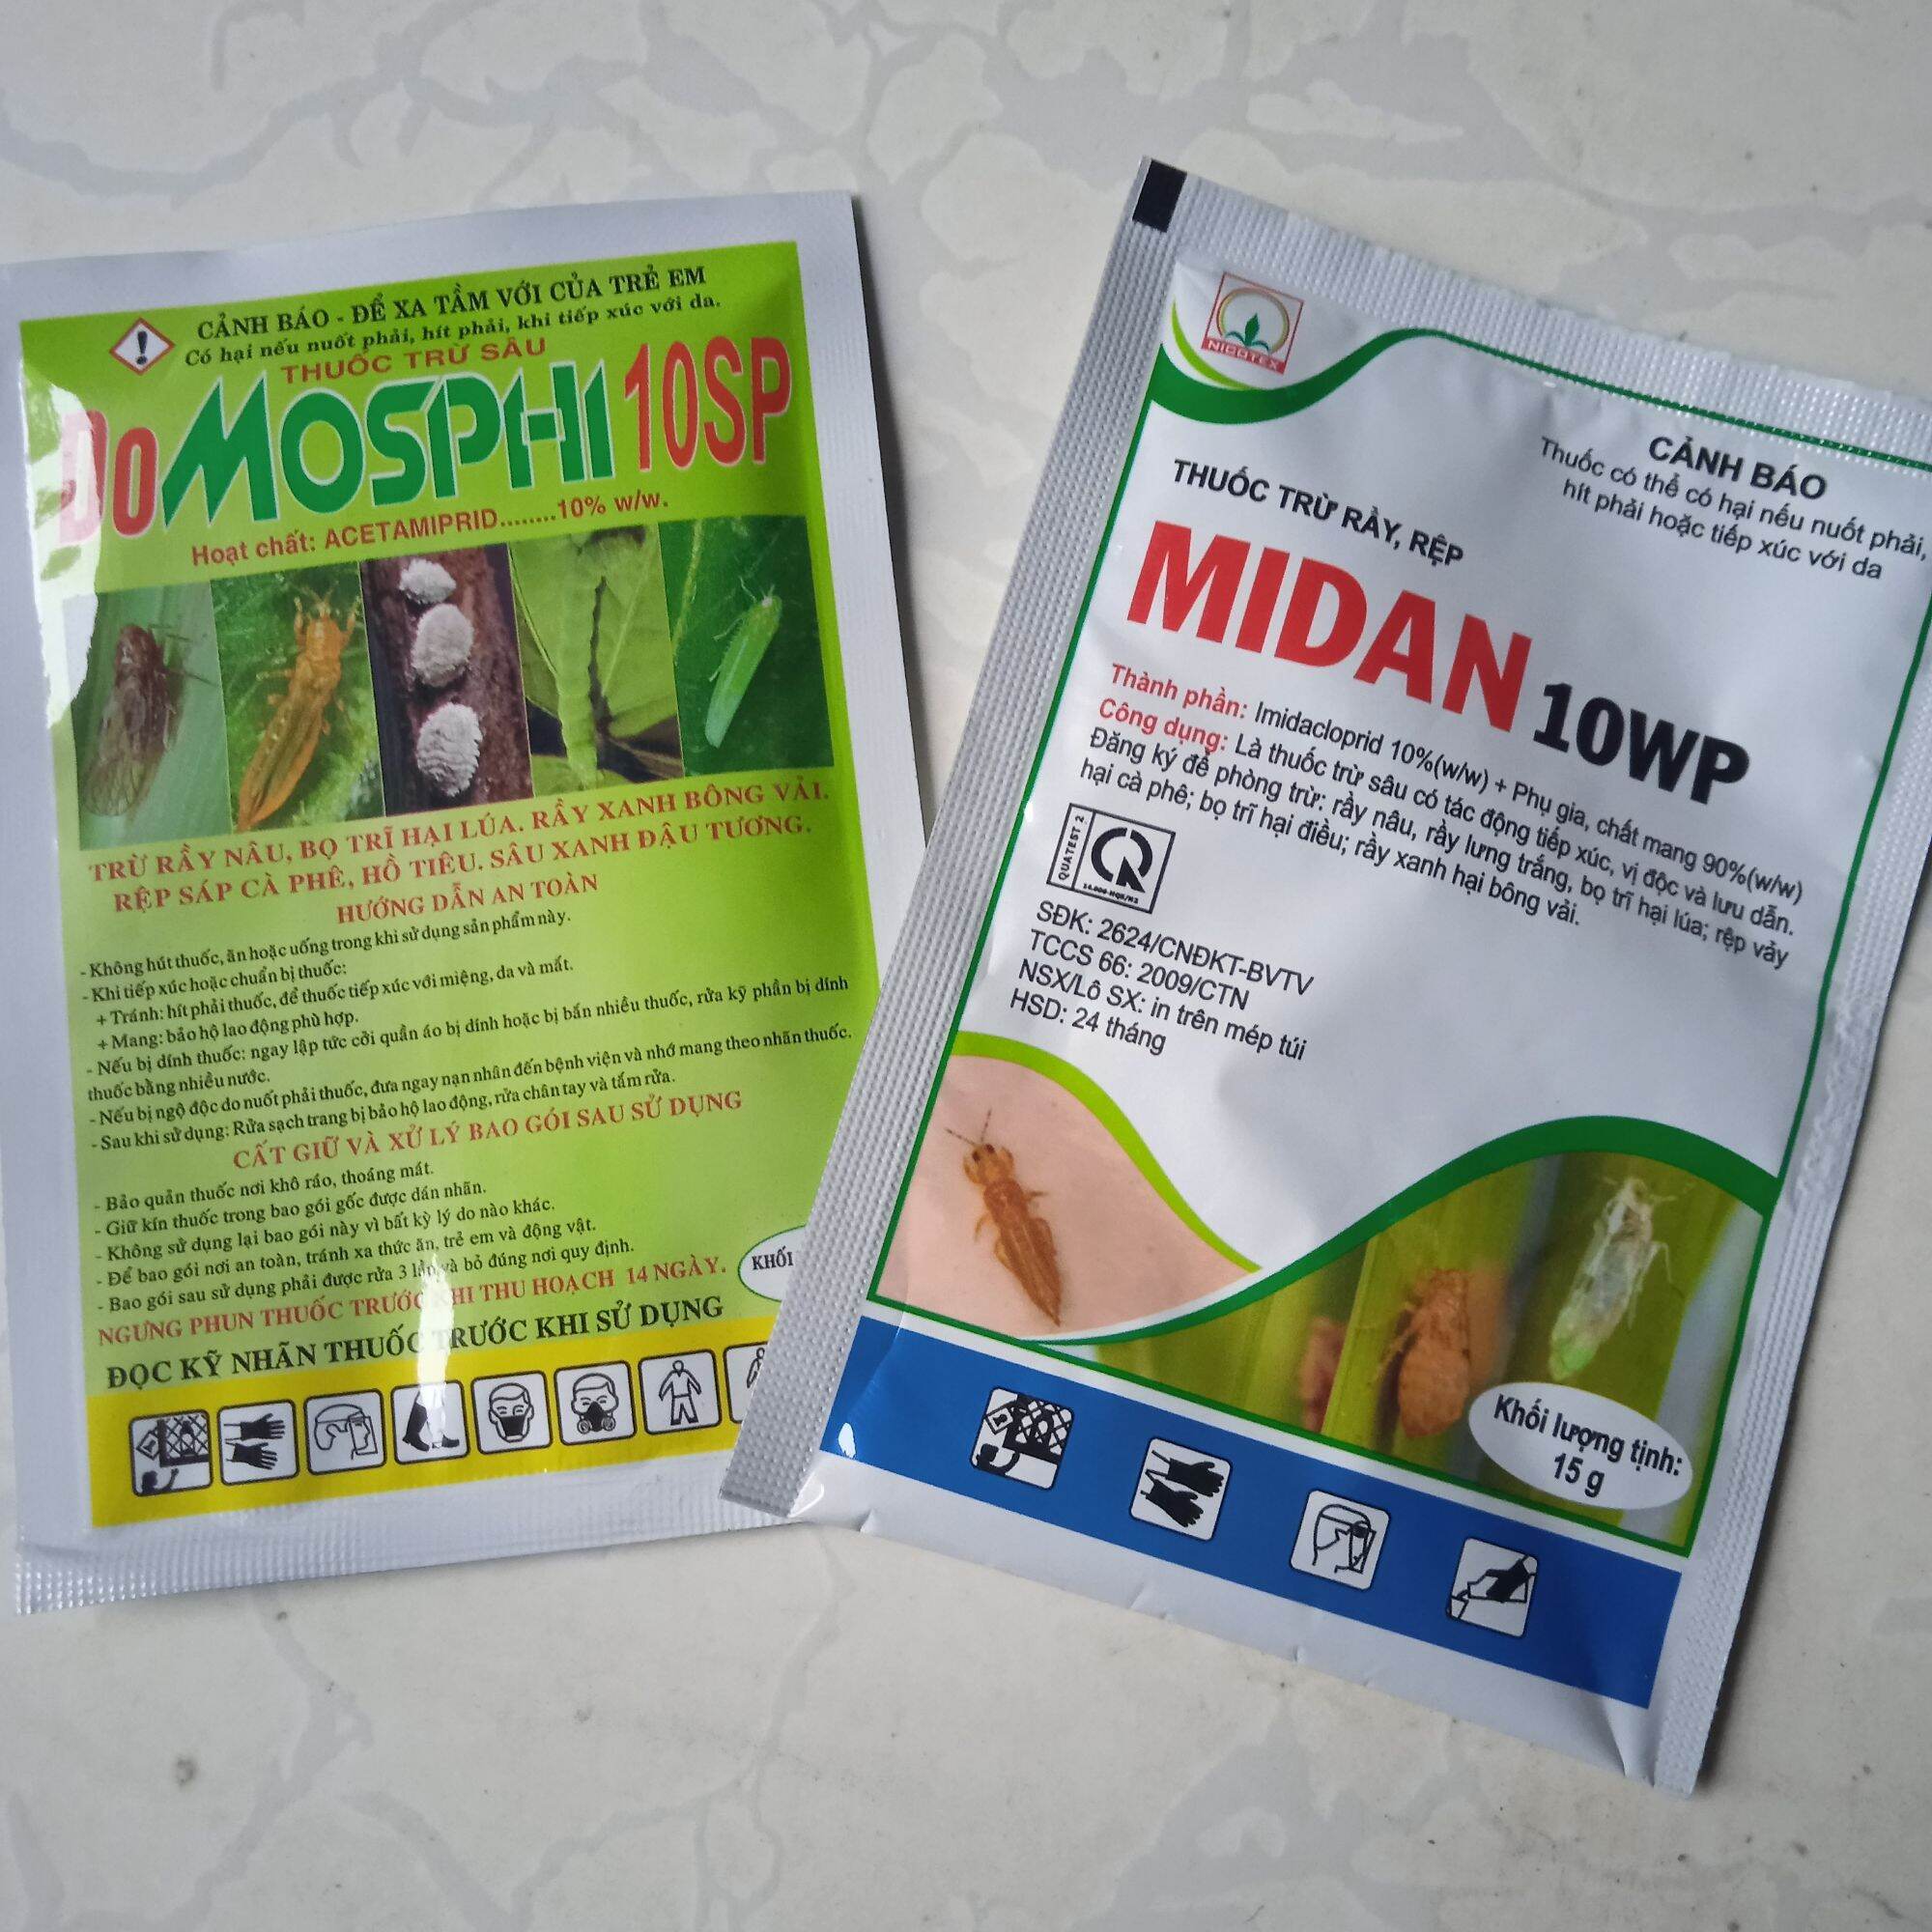 CẢNH BÁO - ĐỂ XA TẦM VỚI CỦA TRẺ EM
Có hại nếu nuốt phải, hít phải, khi tiếp xúc với da.
THUỐC TRỪ SÂU
DOMOSPHI 10SP
Hoạt chất: ACETAMIPRID........10% w/w.
TRỪ RẦY NÂU, BỌ TRĨ HẠI LÚA. RẦY XANH BÔNG VẢI.
RỆP SÁP CÀ PHÊ, HỒ TIÊU. SÂU XANH ĐẬU TƯƠNG.
HƯỚNG DẪN AN TOÀN
- Không hút thuốc, ăn hoặc uống trong khi sử dụng sản phẩm này.
- Khi tiếp xúc hoặc chuẩn bị thuốc:
+ Tránh: hít phải thuốc, để thuốc tiếp xúc với miệng, da và mắt.
+ Mang: bảo hộ lao động phù hợp.
- Nếu bị dính thuốc: ngay lập tức cởi quần áo bị dính hoặc bị bắn nhiều thuốc, rửa kỹ phần bị dính
thuốc bằng nhiều nước.
- Nếu bị ngộ độc do nuốt phải thuốc, đưa ngay nạn nhân đến bệnh viện và nhớ mang theo nhãn thuốc.
- Sau khi sử dụng: Rửa sạch trang bị bảo hộ lao động, rửa chân tay và tắm rửa.
CẤT GIỮ VÀ XỬ LÝ BAO GÓI SAU SỬ DỤNG
- Bảo quản thuốc nơi khô ráo, thoáng mát.
- Giữ kín thuốc trong bao gói gốc được dán nhãn.
- Không sử dụng lại bao gói này vì bất kỳ lý do nào khác.
- Để bao gói nơi an toàn, tránh xa thức ăn, trẻ em và động vật.
- Bao gói sau sử dụng phải được rửa 3 lần và bỏ đúng nơi quy định.
NGƯNG PHUN THUỐC TRƯỚC KHI THU HOẠCH 14 NGÀY.
KHỐI
ĐỌC KỸ NHÃN THUỐC TRƯỚC KHI SỬ DỤNG
NICOTEX
CẢNH BÁO
Thuốc có thể có hại nếu nuốt phải,
hít phải hoặc tiếp xúc với da
THUỐC TRỪ RẦY, RỆP
MIDAN 10WP
Thành phần: Imidacloprid 10%(w/w) + Phụ gia, chất mang 90%(w/w)
Công dụng: Là thuốc trừ sâu có tác động tiếp xúc, vị độc và lưu dẫn.
Đăng ký để phòng trừ: rầy nâu, rầy lưng trắng, bọ trĩ hại lúa; rệp vảy
hại cà phê; bọ trĩ hại điều; rầy xanh hại bông vải.
QUATEST 2
SĐK: 2624/CNĐKT-BVTV
TCCS 66: 2009/CTN
NSX/Lô SX: in trên mép túi
HSD: 24 tháng
Khối lượng tịnh:
15 g